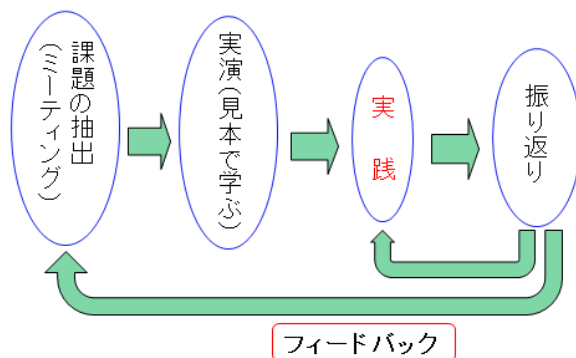 課題の抽出
(ミーティング)
実演(見本で学ぶ)
実践
振り返り
フィードバック